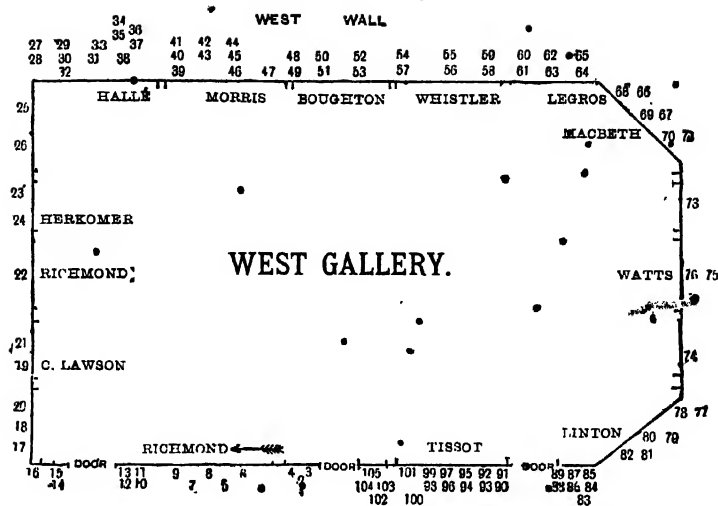 WEST WALL
34
35 36
27 29 33 37 41 42 44
28 30 31 38 40 43 45 48 50 52 54 55 59 60 62 65
32 39 46 47 49 51 53 57 56 58 61 63 64
HALLÉ MORRIS BOUGHTON WHISTLER LEGROS
25 68 66
69 67
26 MACBETH 70 72
23 73
24 HERKOMER
WEST GALLERY.
22 RICHMOND WATTS 76 75
21 74
19 C. LAWSON
20 78 77
18 LINTON 80 79
17 RICHMOND TISSOT 82 81
16 15 DOOR 13 11 9 8 6 4 3 DOOR 105 101 99 97 95 92 91 DOOR 89 87 85
14 12 10 7 5 2 104 103 98 96 94 93 90 88 86 84
102 100 83